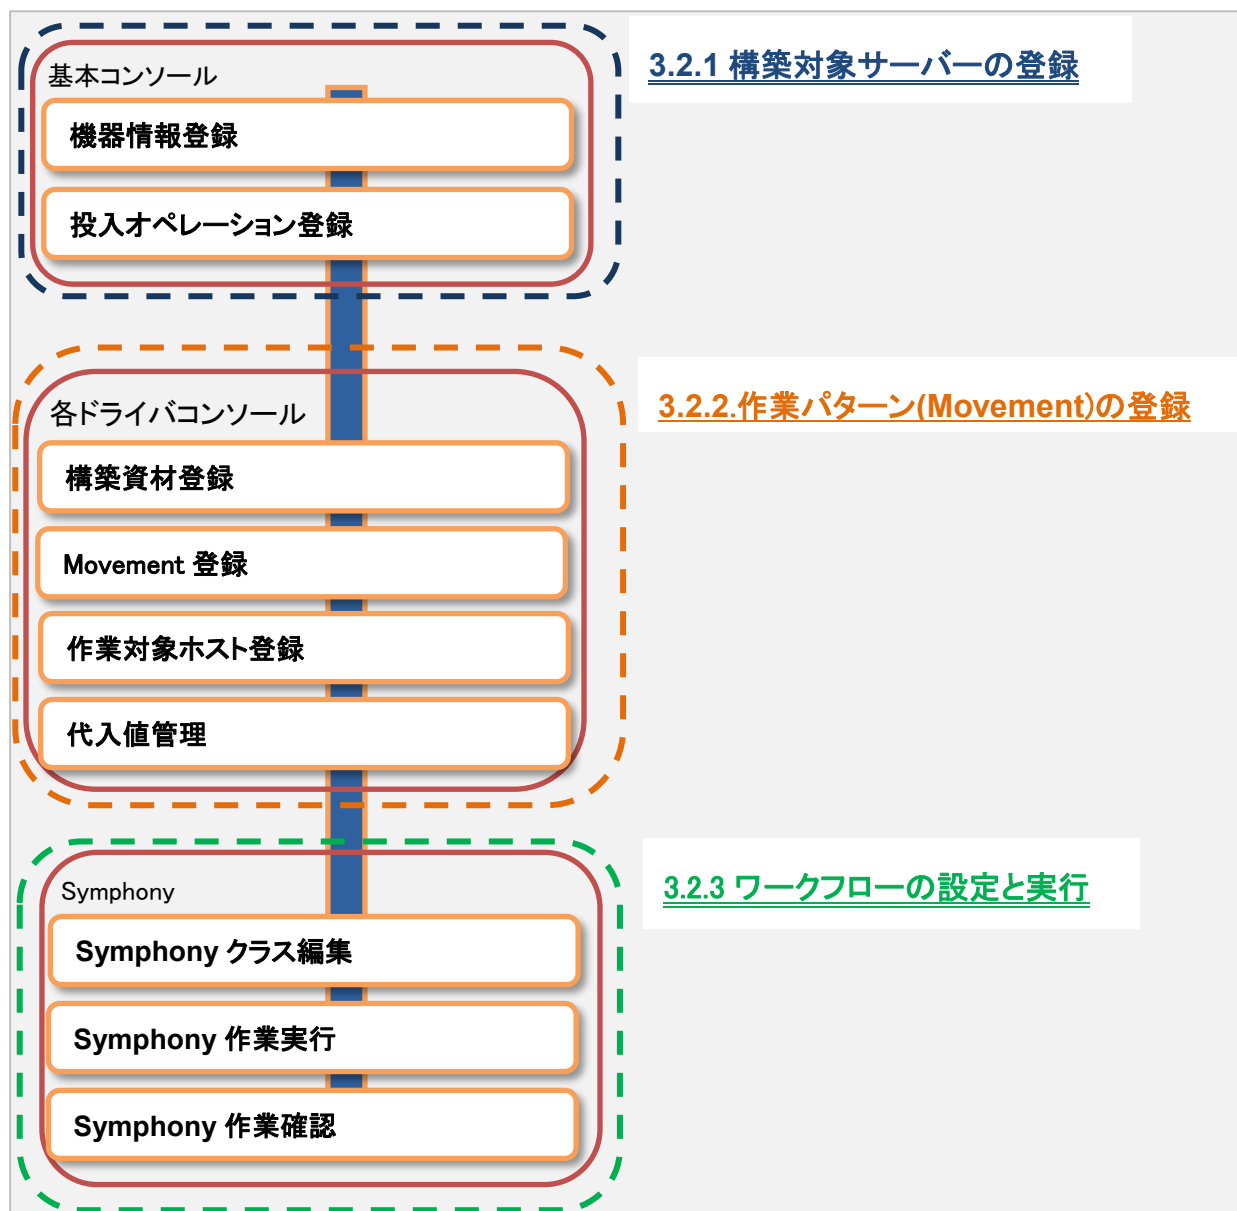 基本コンソール
3.2.1 構築対象サーバーの登録
機器情報登録
投入オペレーション登録
各ドライバコンソール
3.2.2.作業パターン(Movement)の登録
構築資材登録
Movement 登録
作業対象ホスト登録
代入値管理
Symphony
3.2.3 ワークフローの設定と実行
Symphony クラス編集
Symphony 作業実行
Symphony 作業確認